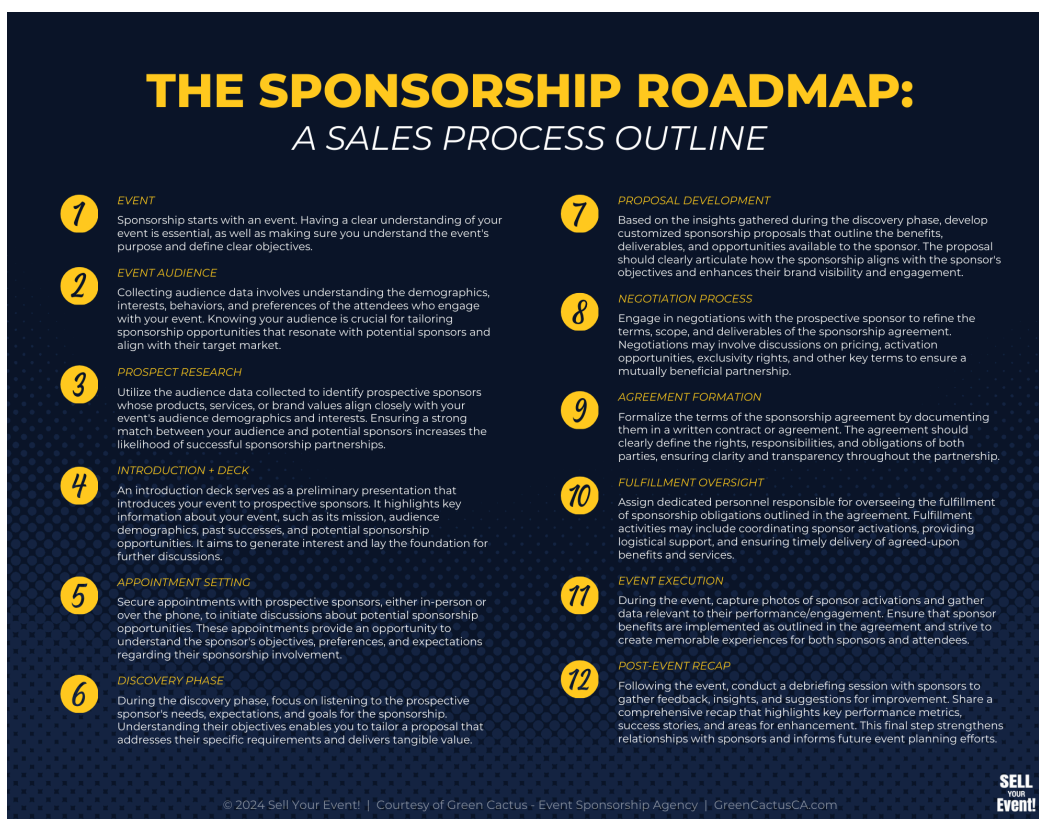 THE SPONSORSHIP ROADMAP:
A SALES PROCESS OUTLINE
1
EVENT
Sponsorship starts with an event. Having a clear understanding of your
event is essential, as well as making sure you understand the event's
purpose and define clear objectives.
2
EVENT AUDIENCE
Collecting audience data involves understanding the demographics,
interests, behaviors, and preferences of the attendees who engage
with your event. Knowing your audience is crucial for tailoring
sponsorship opportunities that resonate with potential sponsors and
align with their target market.
3
PROSPECT RESEARCH
Utilize the audience data collected to identify prospective sponsors
whose products, services, or brand values align closely with your
event's audience demographics and interests. Ensuring a strong
match between your audience and potential sponsors increases the
likelihood of successful sponsorship partnerships.
4
INTRODUCTION + DECK
An introduction deck serves as a preliminary presentation that
introduces your event to prospective sponsors. It highlights key
information about your event, such as its mission, audience
demographics, past successes, and potential sponsorship
opportunities. It aims to generate interest and lay the foundation for
further discussions.
5
APPOINTMENT SETTING
Secure appointments with prospective sponsors, either in-person or
over the phone, to initiate discussions about potential sponsorship
opportunities. These appointments provide an opportunity to
understand the sponsor's objectives, preferences, and expectations
regarding their sponsorship involvement.
6
DISCOVERY PHASE
During the discovery phase, focus on listening to the prospective
sponsor's needs, expectations, and goals for the sponsorship.
Understanding their objectives enables you to tailor a proposal that
addresses their specific requirements and delivers tangible value.
7
PROPOSAL DEVELOPMENT
Based on the insights gathered during the discovery phase, develop
customized sponsorship proposals that outline the benefits,
deliverables, and opportunities available to the sponsor. The proposal
should clearly articulate how the sponsorship aligns with the sponsor's
objectives and enhances their brand visibility and engagement.
8
NEGOTIATION PROCESS
Engage in negotiations with the prospective sponsor to refine the
terms, scope, and deliverables of the sponsorship agreement.
Negotiations may involve discussions on pricing, activation
opportunities, exclusivity rights, and other key terms to ensure a
mutually beneficial partnership.
9
AGREEMENT FORMATION
Formalize the terms of the sponsorship agreement by documenting
them in a written contract or agreement. The agreement should
clearly define the rights, responsibilities, and obligations of both
parties, ensuring clarity and transparency throughout the partnership.
10
FULFILLMENT OVERSIGHT
Assign dedicated personnel responsible for overseeing the fulfillment
of sponsorship obligations outlined in the agreement. Fulfillment
activities may include coordinating sponsor activations, providing
logistical support, and ensuring timely delivery of agreed-upon
benefits and services.
11
EVENT EXECUTION
During the event, capture photos of sponsor activations and gather
data relevant to their performance/engagement. Ensure that sponsor
benefits are implemented as outlined in the agreement and strive to
create memorable experiences for both sponsors and attendees.
12
POST-EVENT RECAP
Following the event, conduct a debriefing session with sponsors to
gather feedback, insights, and suggestions for improvement. Share a
comprehensive recap that highlights key performance metrics,
success stories, and areas for enhancement. This final step strengthens
relationships with sponsors and informs future event planning efforts.
© 2024 Sell Your Event! | Courtesy of Green Cactus - Event Sponsorship Agency | GreenCactusCA.com
SELL
YOUR
Event!